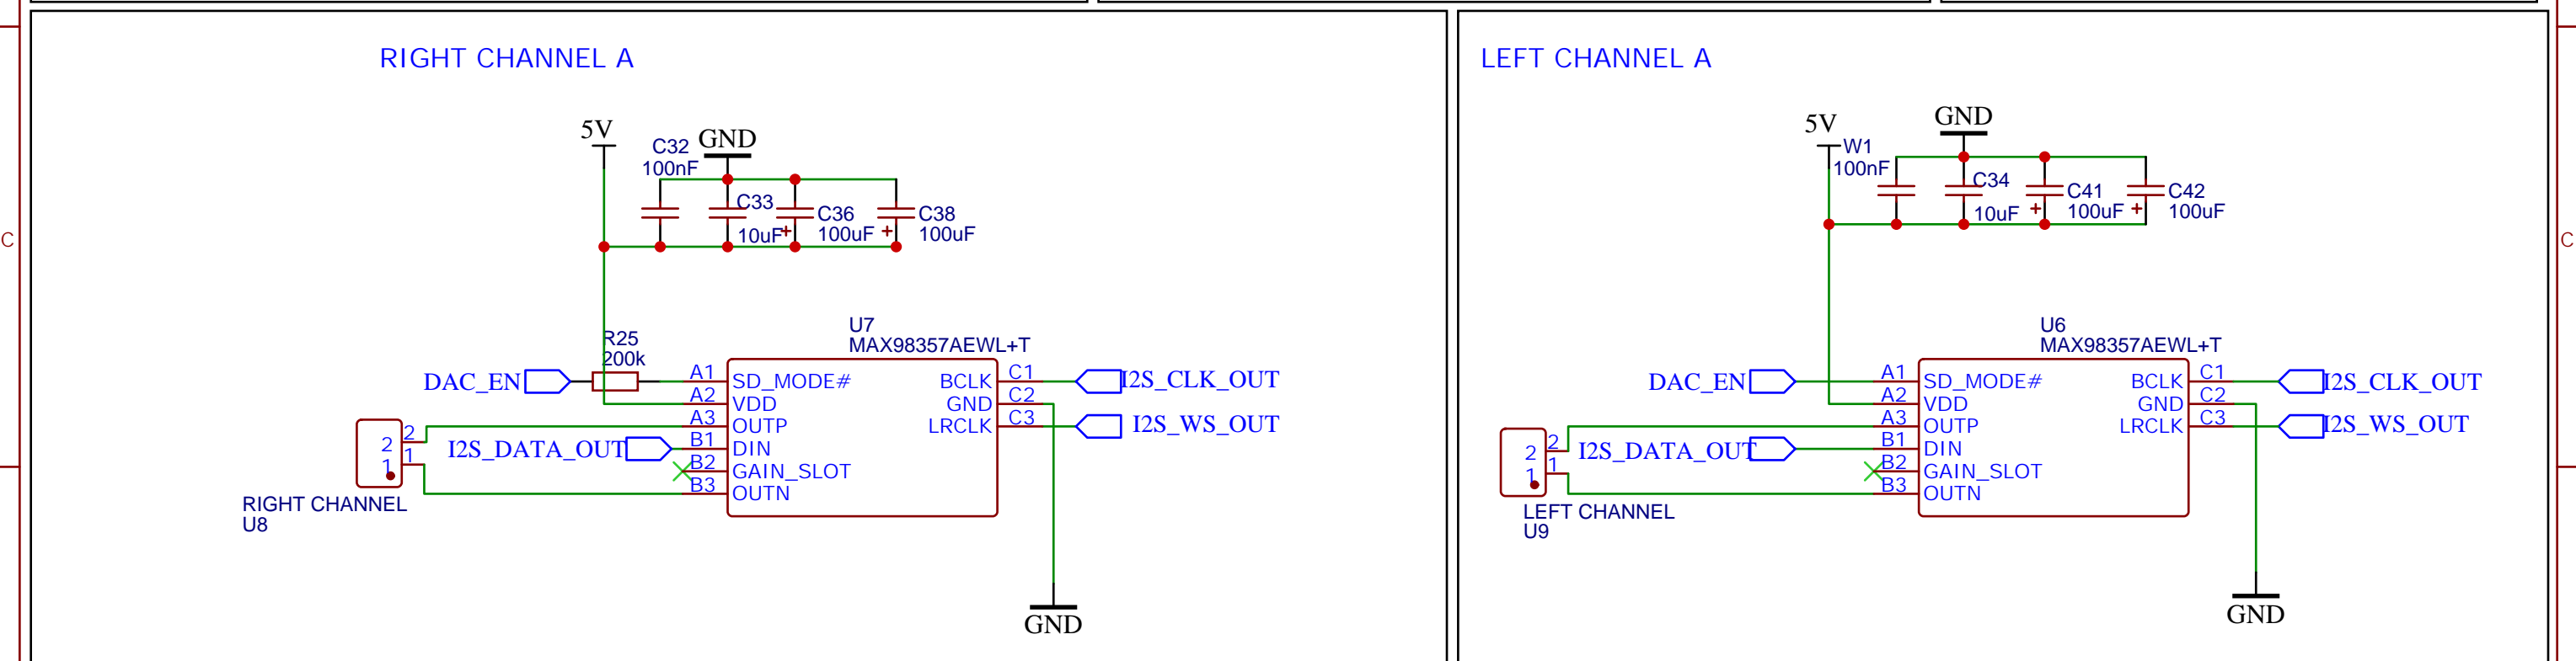 RIGHT CHANNEL A
5V
C32
100nF
GND
C33
10uF
+
C36
100uF
+
C38
100uF
R25
200k
U7
MAX98357AEWL+T
DAC_EN
A1
SD_MODE#
A2
VDD
A3
OUTP
I2S_DATA_OUT
B1
DIN
B2
GAIN_SLOT
B3
OUTN
BCLK
C1
I2S_CLK_OUT
GND
C2
LRCLK
C3
I2S_WS_OUT
2
2
1
1
RIGHT CHANNEL
U8
GND
C
LEFT CHANNEL A
5V
W1
100nF
GND
C34
10uF
+
C41
100uF
+
C42
100uF
U6
MAX98357AEWL+T
DAC_EN
A1
SD_MODE#
A2
VDD
A3
OUTP
I2S_DATA_OUT
B1
DIN
B2
GAIN_SLOT
B3
OUTN
BCLK
C1
I2S_CLK_OUT
GND
C2
LRCLK
C3
I2S_WS_OUT
2
2
1
1
LEFT CHANNEL
U9
GND
C